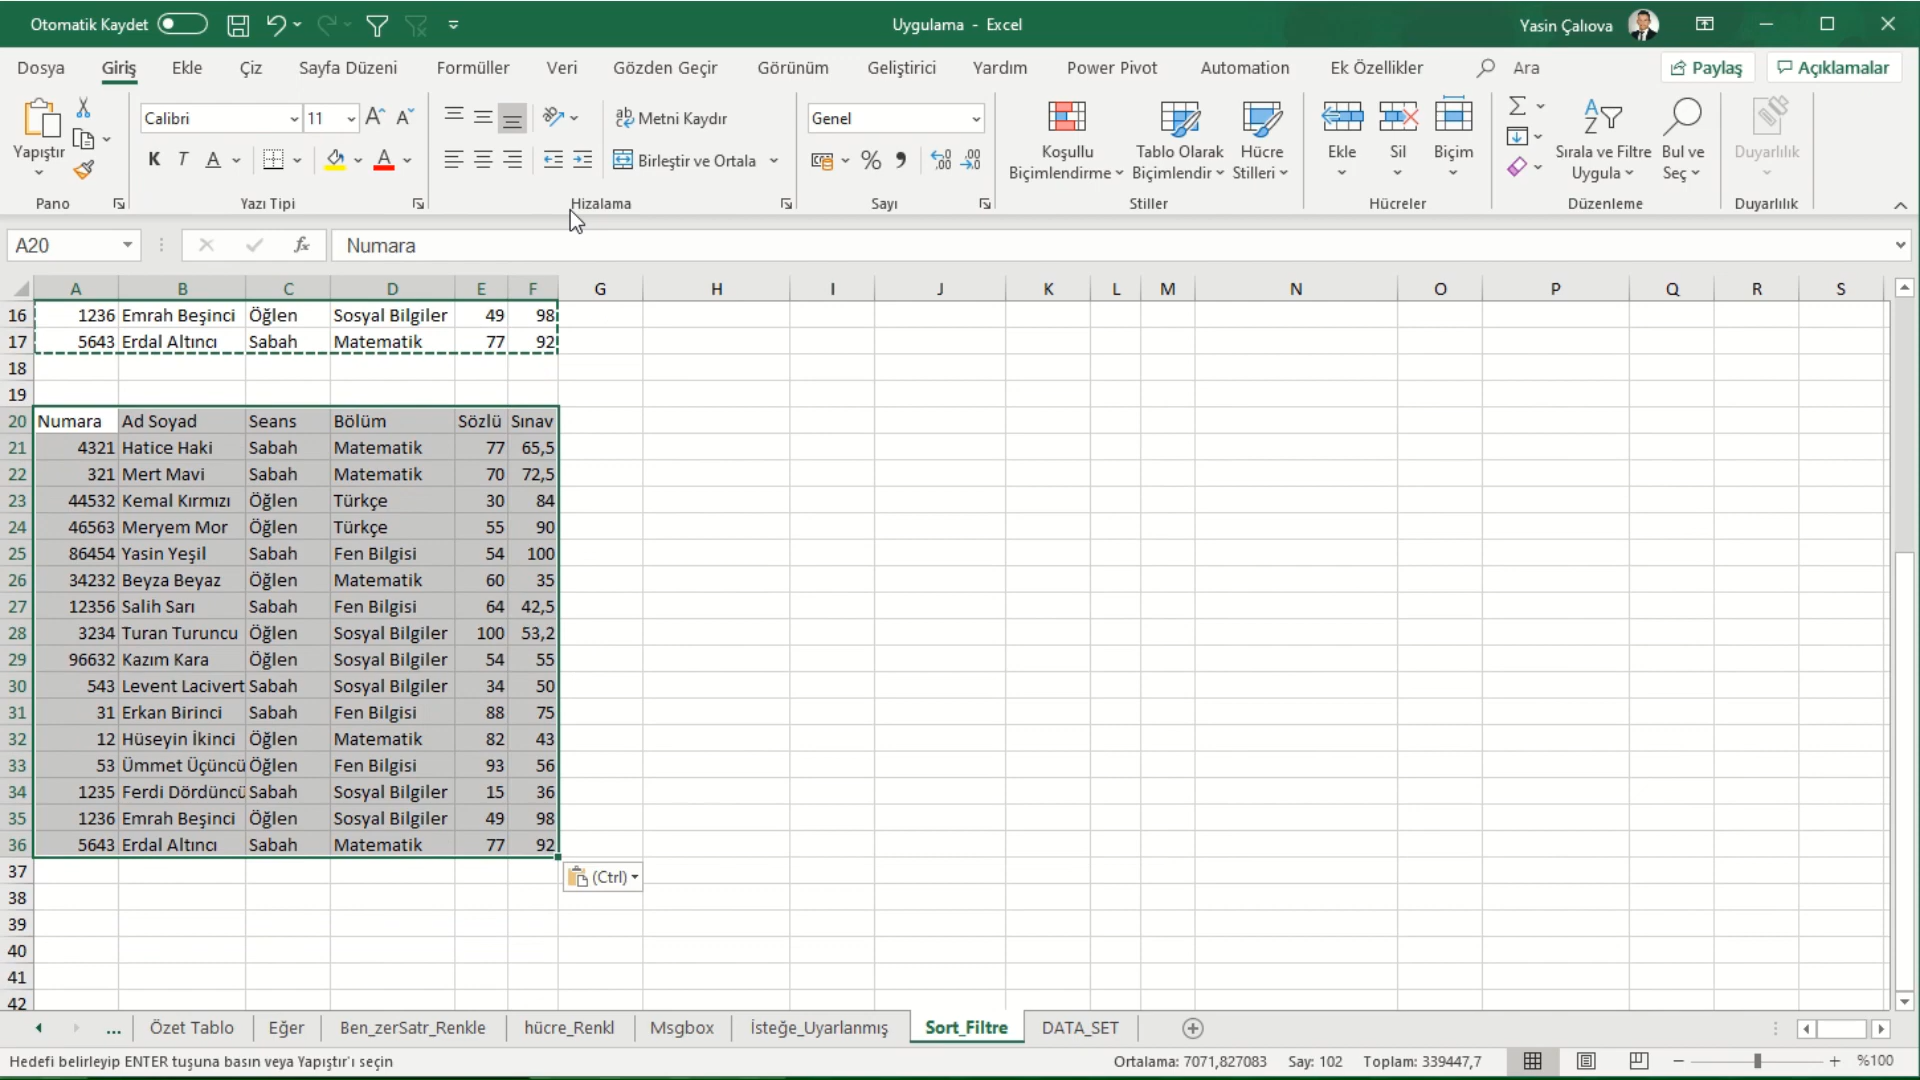 Otomatik Kaydet
Uygulama - Excel
Yasin Çalıova
Dosya Giriş Ekle Çiz Sayfa Düzeni Formüller Veri Gözden Geçir Görünüm Geliştirici Yardım Power Pivot Automation Ek Özellikler Ara Paylaş Açıklamalar
Yapıştır
Pano
Calibri 11
K T A A
Yazı Tipi
Metni Kaydır
Birleştir ve Ortala
Hizalama
Genel
%
Sayı
Koşullu Biçimlendirme
Tablo Olarak Biçimlendir
Hücre Stilleri
Stiller
Ekle Sil Biçim
Hücreler
Sırala ve Filtre Uygula
Bul ve Seç
Düzenleme
Duyarlılık
Duyarlılık
A20 fx Numara
A B C D E F G H I J K L M N O P Q R S
16 1236 Emrah Beşinci Öğlen Sosyal Bilgiler 49 98
17 5643 Erdal Altıncı Sabah Matematik 77 92
18
19
20 Numara Ad Soyad Seans Bölüm Sözlü Sınav
21 4321 Hatice Haki Sabah Matematik 77 65,5
22 321 Mert Mavi Sabah Matematik 70 72,5
23 44532 Kemal Kırmızı Öğlen Türkçe 30 84
24 46563 Meryem Mor Öğlen Türkçe 55 90
25 86454 Yasin Yeşil Sabah Fen Bilgisi 54 100
26 34232 Beyza Beyaz Öğlen Matematik 60 35
27 12356 Salih Sarı Sabah Fen Bilgisi 64 42,5
28 3234 Turan Turuncu Öğlen Sosyal Bilgiler 100 53,2
29 96632 Kazım Kara Öğlen Sosyal Bilgiler 54 55
30 543 Levent Lacivert Sabah Sosyal Bilgiler 34 50
31 31 Erkan Birinci Sabah Fen Bilgisi 88 75
32 12 Hüseyin İkinci Öğlen Matematik 82 43
33 53 Ümmet Üçüncü Öğlen Fen Bilgisi 93 56
34 1235 Ferdi Dördüncü Sabah Sosyal Bilgiler 15 36
35 1236 Emrah Beşinci Öğlen Sosyal Bilgiler 49 98
36 5643 Erdal Altıncı Sabah Matematik 77 92
37 (Ctrl)
38
39
40
41
42
... Özet Tablo Eğer Ben_zerSatr_Renkle hücre_Renkl Msgbox İsteğe_Uyarlanmış Sort_Filtre DATA_SET
Hedefi belirleyip ENTER tuşuna basın veya Yapıştır'ı seçin Ortalama: 7071,827083 Say: 102 Toplam: 339447,7 %100